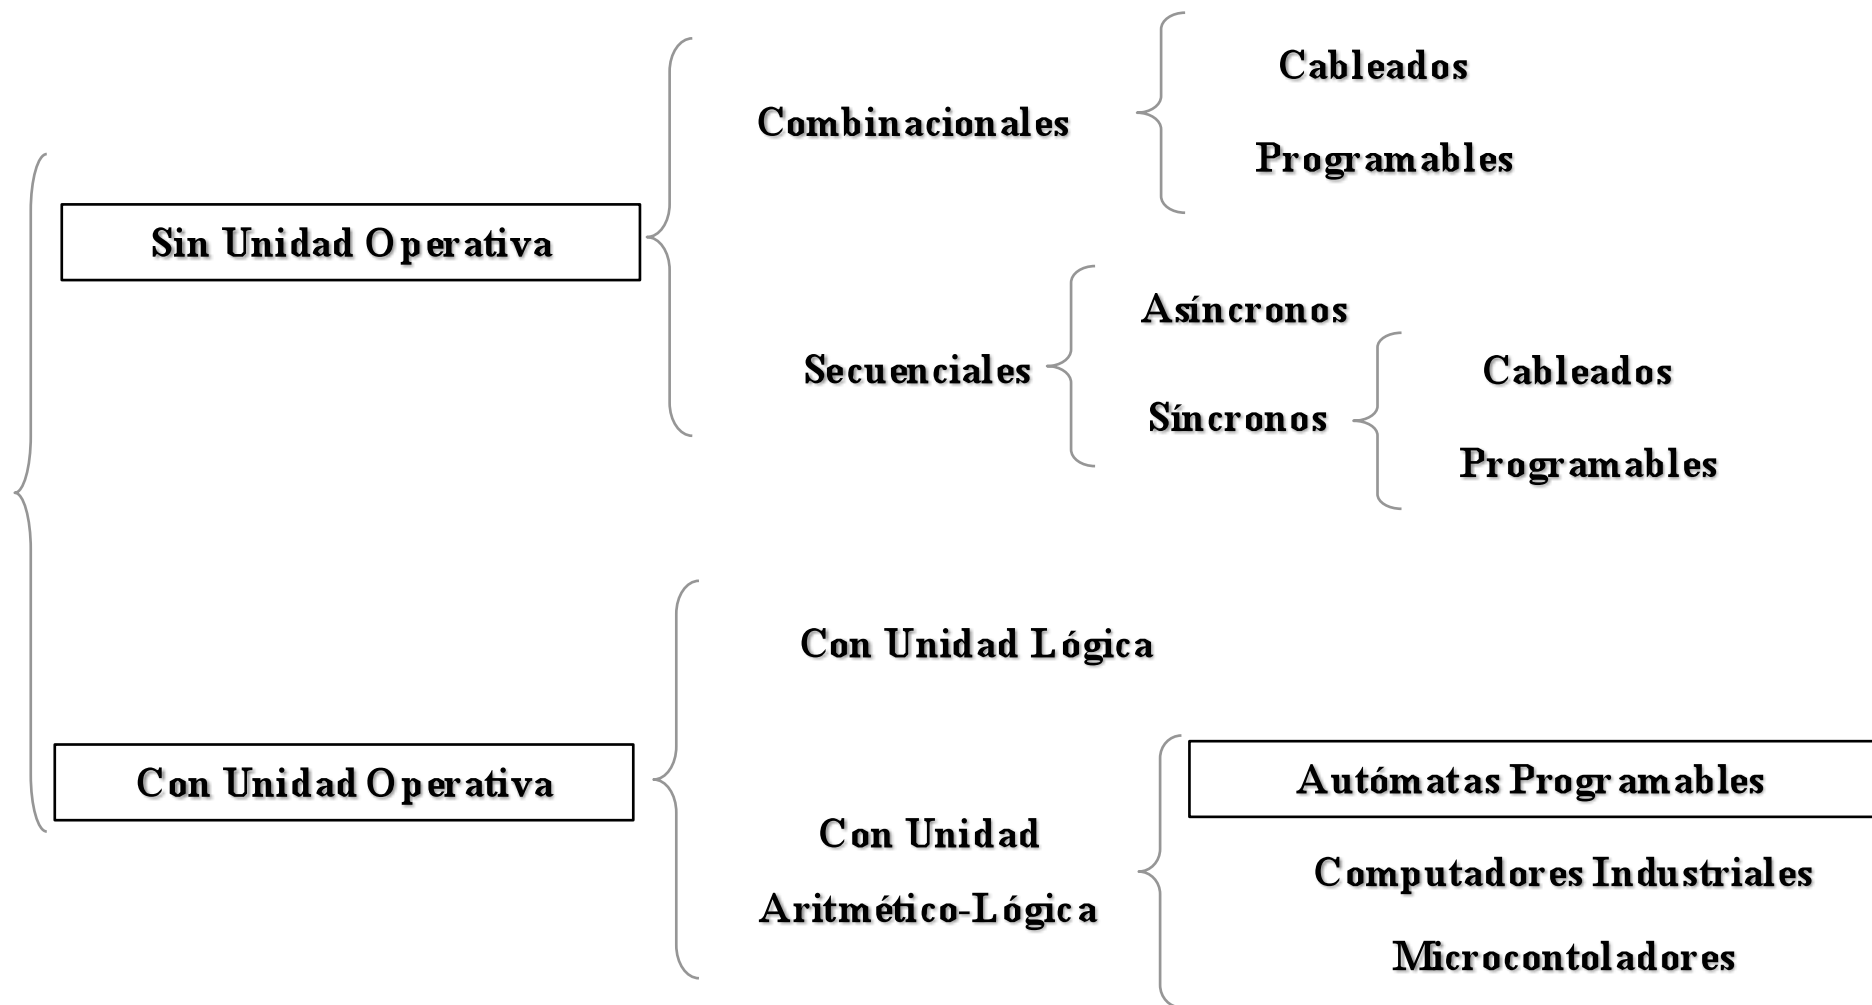 Sin Unidad Operativa
Combinacionales
Cableados
Programables
Secuenciales
Asíncronos
Síncronos
Cableados
Programables
Con Unidad Operativa
Con Unidad Lógica
Con Unidad
Aritmético-Lógica
Autómatas Programables
Computadores Industriales
Microcontoladores